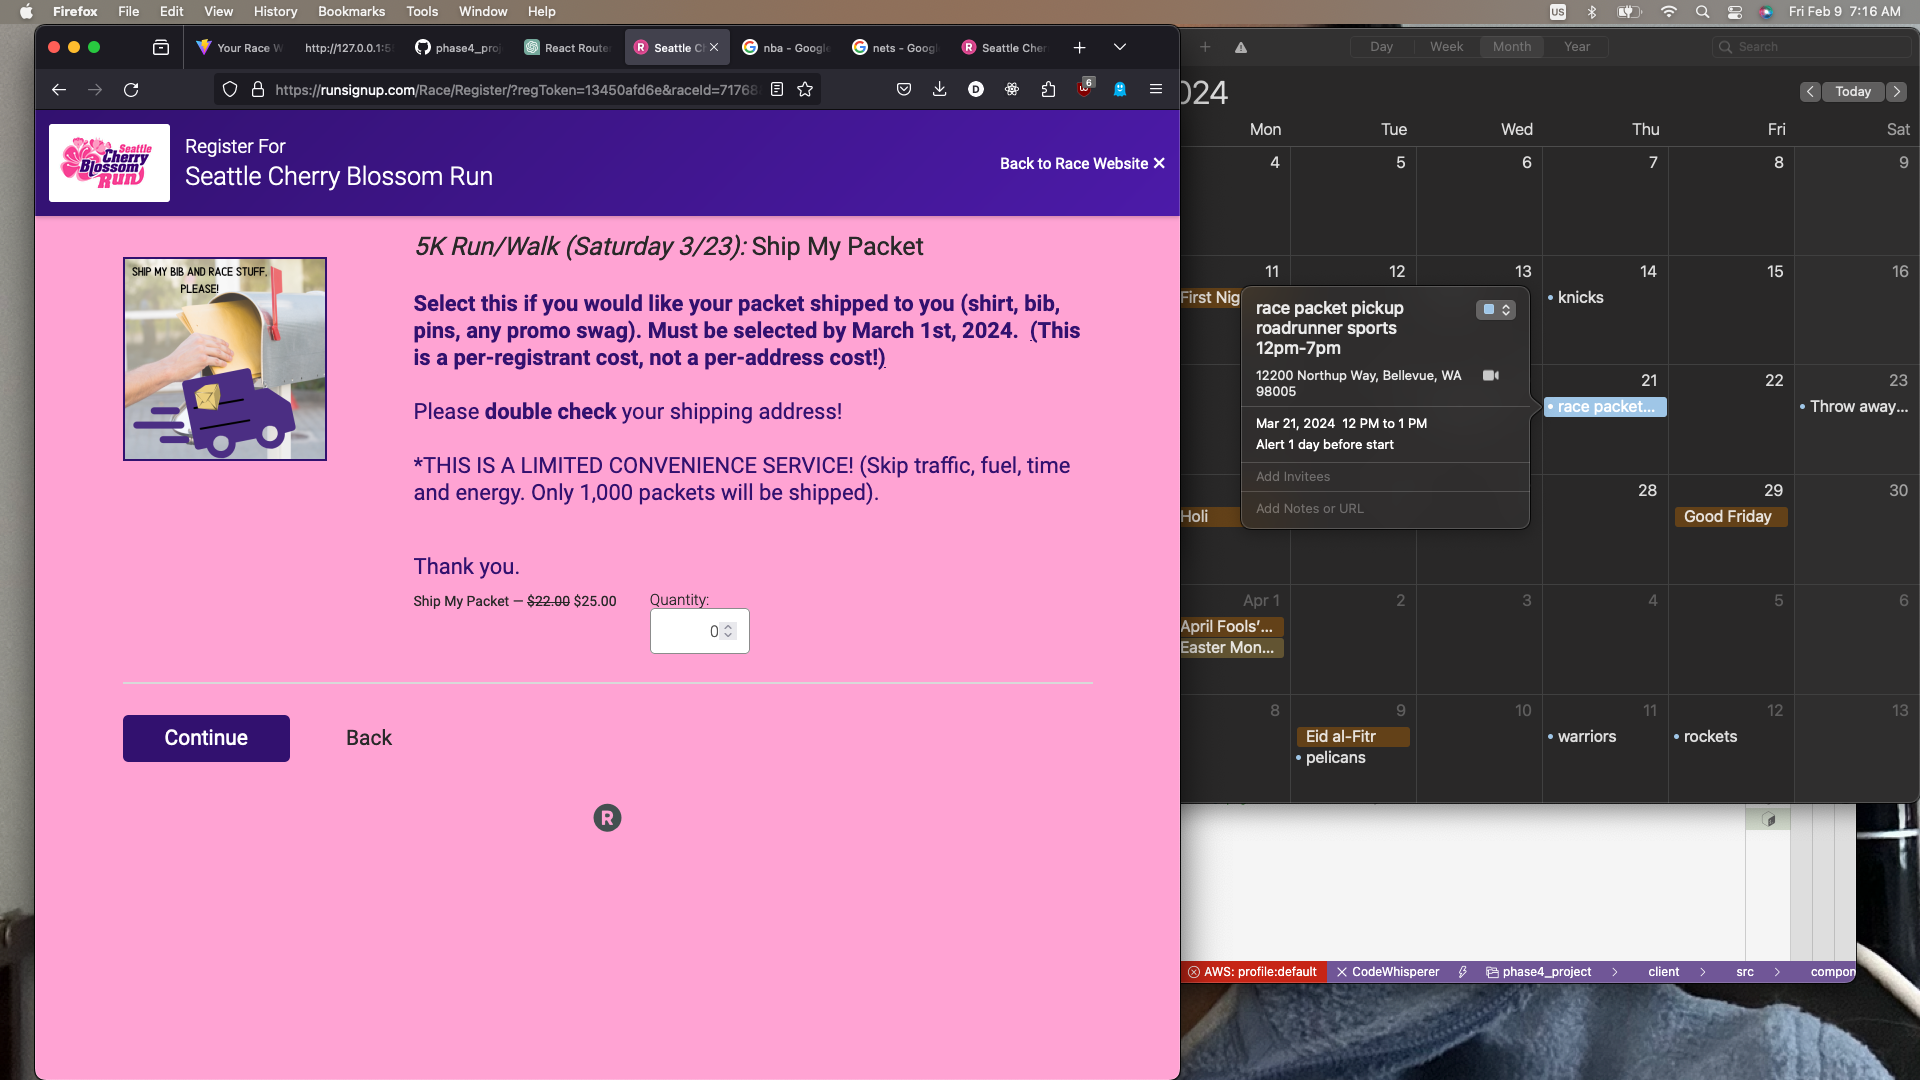 Firefox File Edit View History Bookmarks Tools Window Help
US
Fri Feb 9 7:16 AM
Your Race W
http://127.0.0.1:5
phase4_proj
React Route
Seattle C
nba - Google
nets - Googl
Seattle Cher
https://runsignup.com/Race/Register/?regToken=13450afd6e&raceId=7176
6
Seattle
Cherry
Blossom
Run
Register For
Seattle Cherry Blossom Run
Back to Race Website ✕
SHIP MY BIB AND RACE STUFF.
PLEASE!
5K Run/Walk (Saturday 3/23): Ship My Packet
Select this if you would like your packet shipped to you (shirt, bib,
pins, any promo swag). Must be selected by March 1st, 2024. (This
is a per-registrant cost, not a per-address cost!)
Please double check your shipping address!
*THIS IS A LIMITED CONVENIENCE SERVICE! (Skip traffic, fuel, time
and energy. Only 1,000 packets will be shipped).
Thank you.
Ship My Packet — $22.00 $25.00
Quantity:
0
Continue
Back
R
Day Week Month Year
Search
024
Today
Mon Tue Wed Thu Fri Sat
4 5 6 7 8 9
11 12 13 14 15 16
First Nig
• knicks
race packet pickup
roadrunner sports
12pm-7pm
12200 Northup Way, Bellevue, WA
98005
Mar 21, 2024 12 PM to 1 PM
Alert 1 day before start
Add Invitees
Add Notes or URL
21 22 23
• race packet...
• Throw away...
28 29 30
Holi
Good Friday
Apr 1 2 3 4 5 6
April Fools'...
Easter Mon...
8 9 10 11 12 13
Eid al-Fitr
• pelicans
• warriors
• rockets
AWS: profile:default
CodeWhisperer
phase4_project > client > src > compon